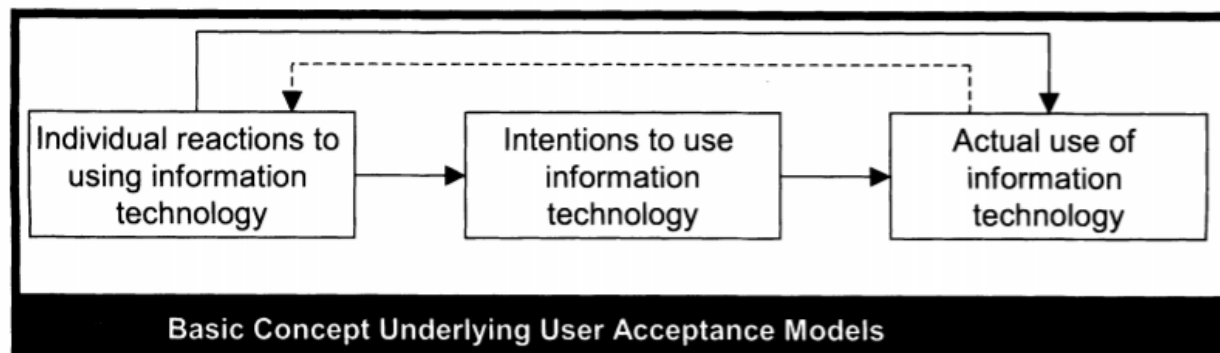 Individual reactions to
using information
technology
Intentions to use
information
technology
Actual use of
information
technology
Basic Concept Underlying User Acceptance Models